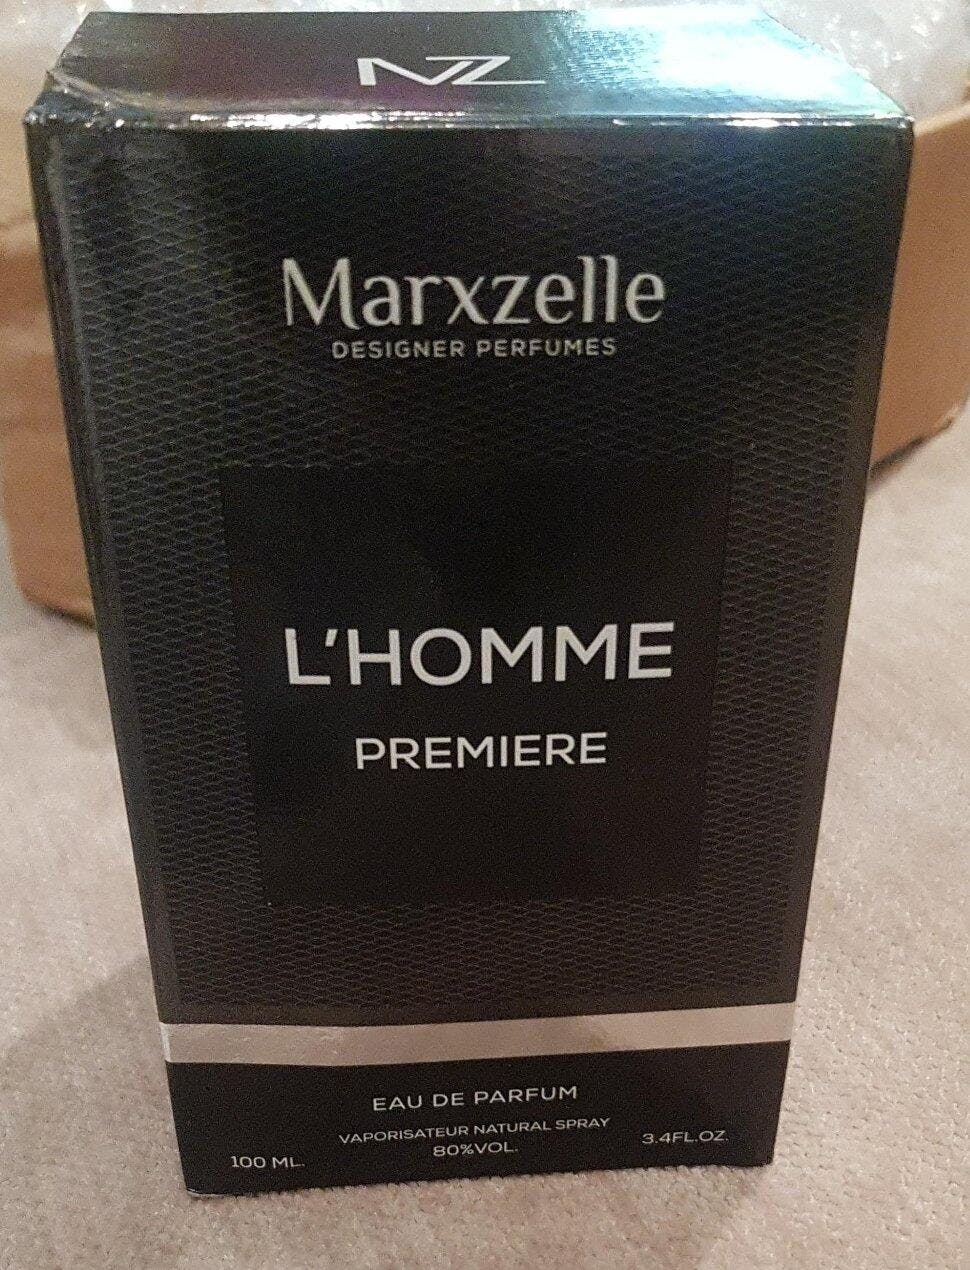 MZ
Marxzelle
DESIGNER PERFUMES
L'HOMME
PREMIERE
EAU DE PARFUM
VAPORISATEUR NATURAL SPRAY
80%VOL.
100 ML.
3.4FL.OZ.